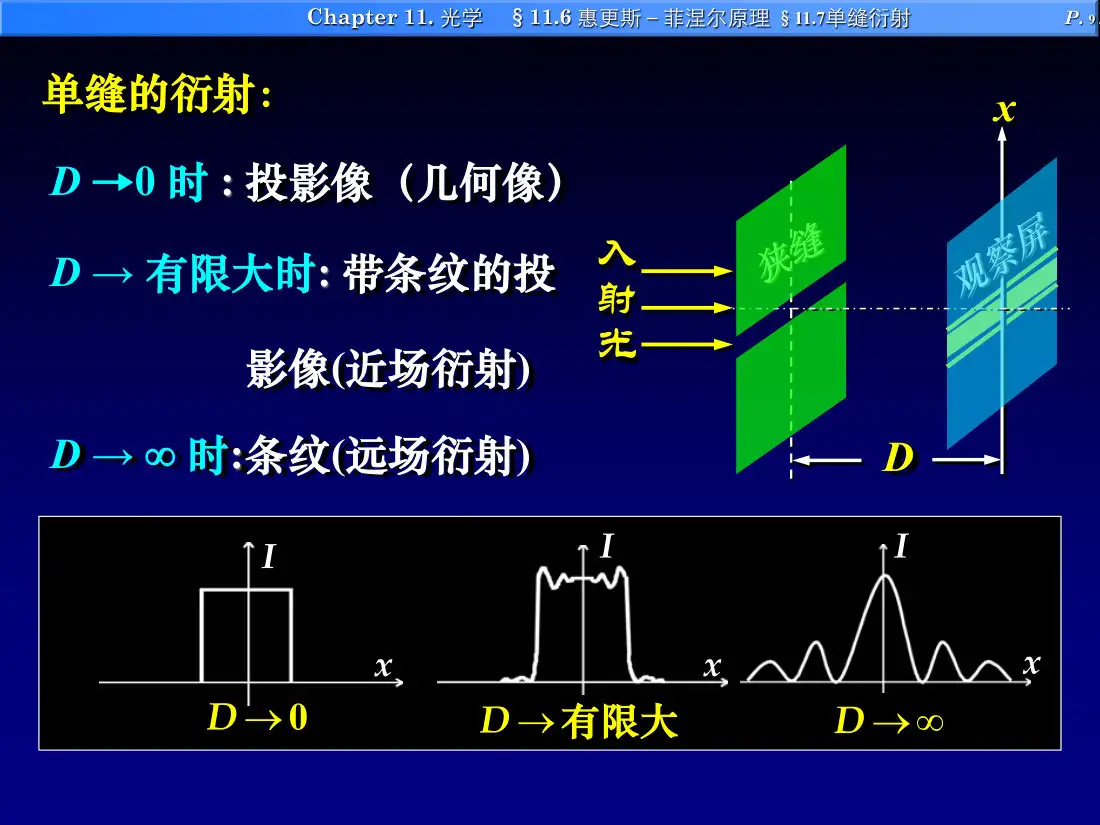 Chapter 11. 光学 § 11.6 惠更斯 – 菲涅尔原理 § 11.7单缝衍射 P. 9
单缝的衍射:
D →0 时 : 投影像（几何像）
D → 有限大时: 带条纹的投
影像(近场衍射)
D → ∞ 时:条纹(远场衍射)
x
狭缝
观察屏
入
射
光
D
I
x
D → 0
I
x
D → 有限大
I
x
D → ∞